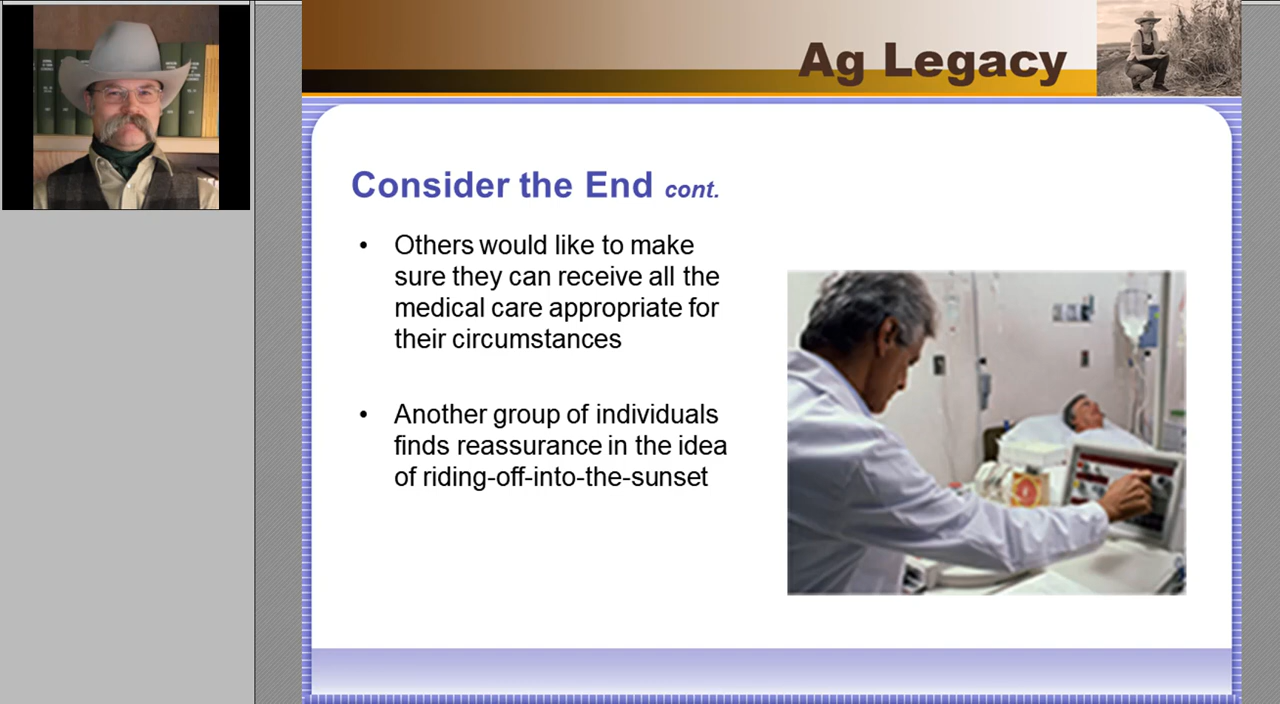 Ag Legacy
Consider the End cont.
• Others would like to make
sure they can receive all the
medical care appropriate for
their circumstances
• Another group of individuals
finds reassurance in the idea
of riding-off-into-the-sunset